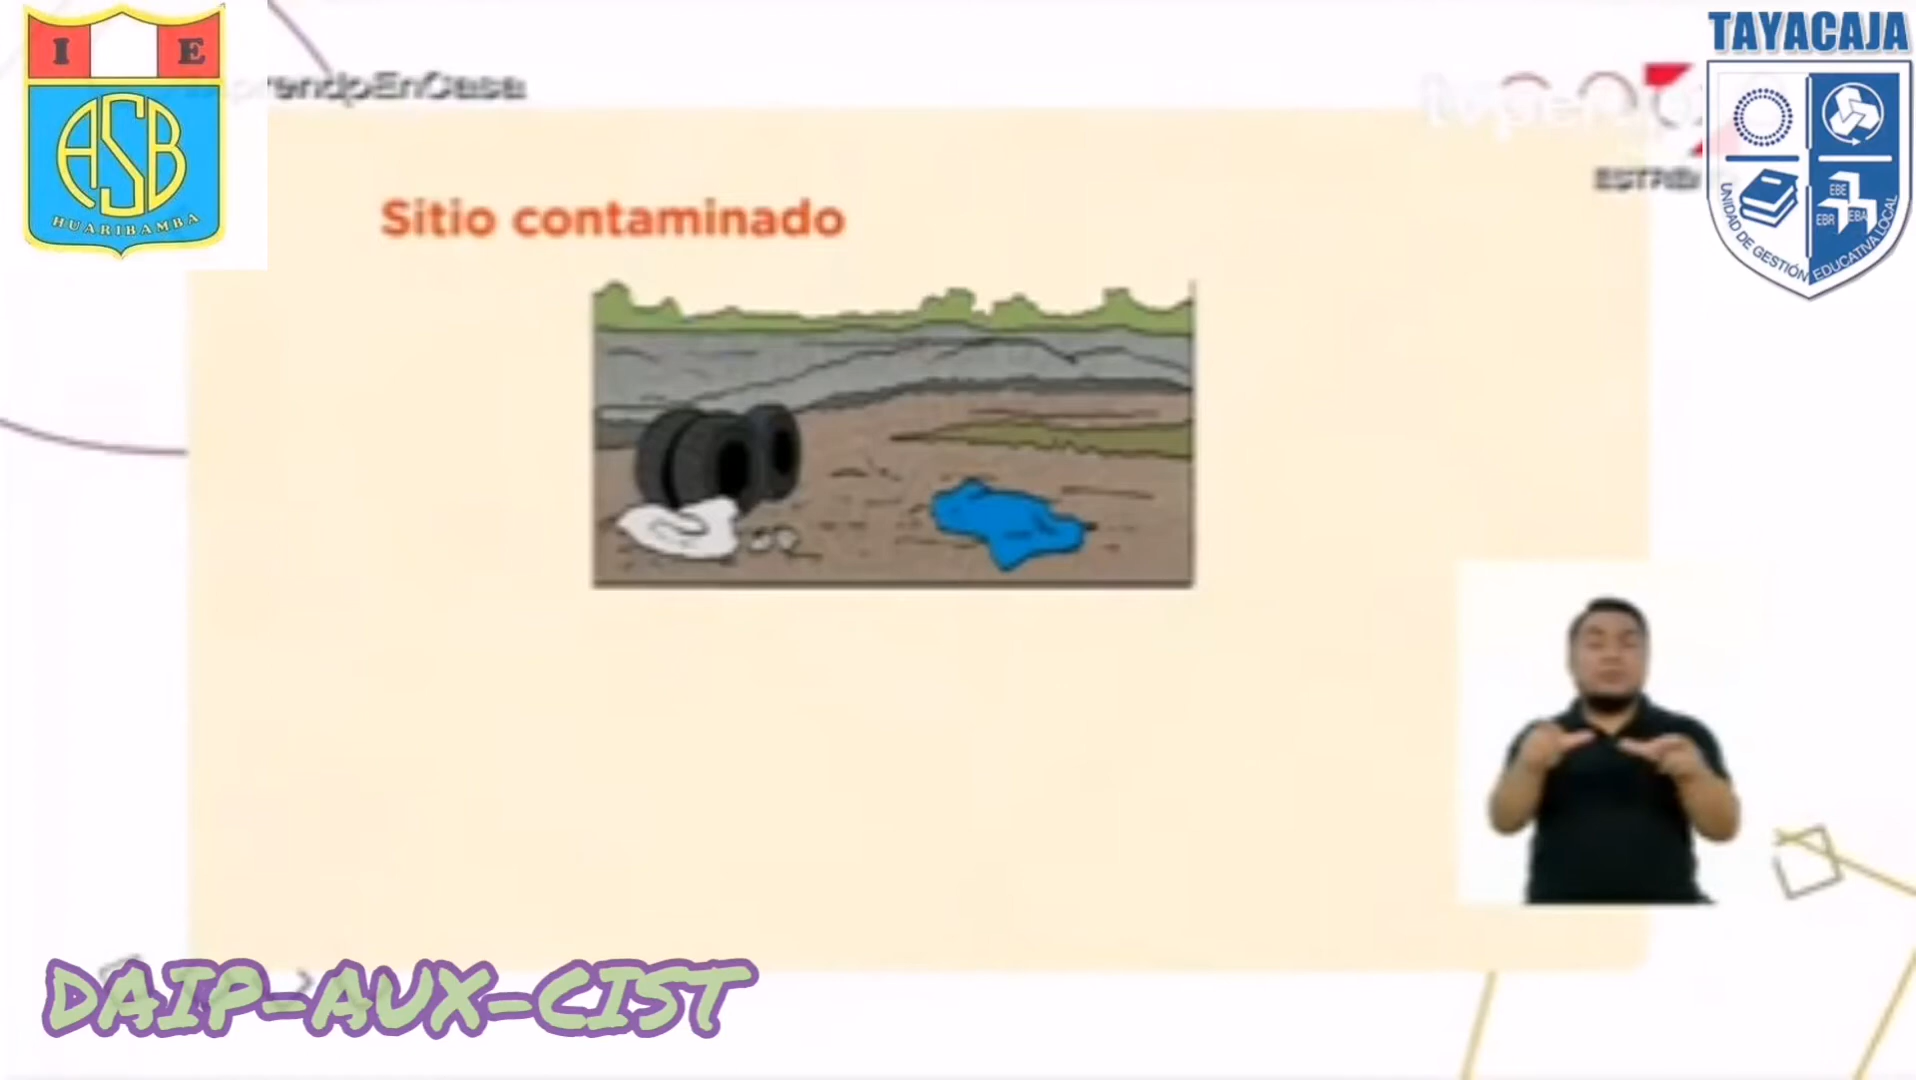 I E
ASB
HUARIBAMBA
TAYACAJA
EBE
EBR EBA
UNIDAD DE GESTIÓN EDUCATIVA LOCAL
Sitio contaminado
DAIP-AUX-CIST